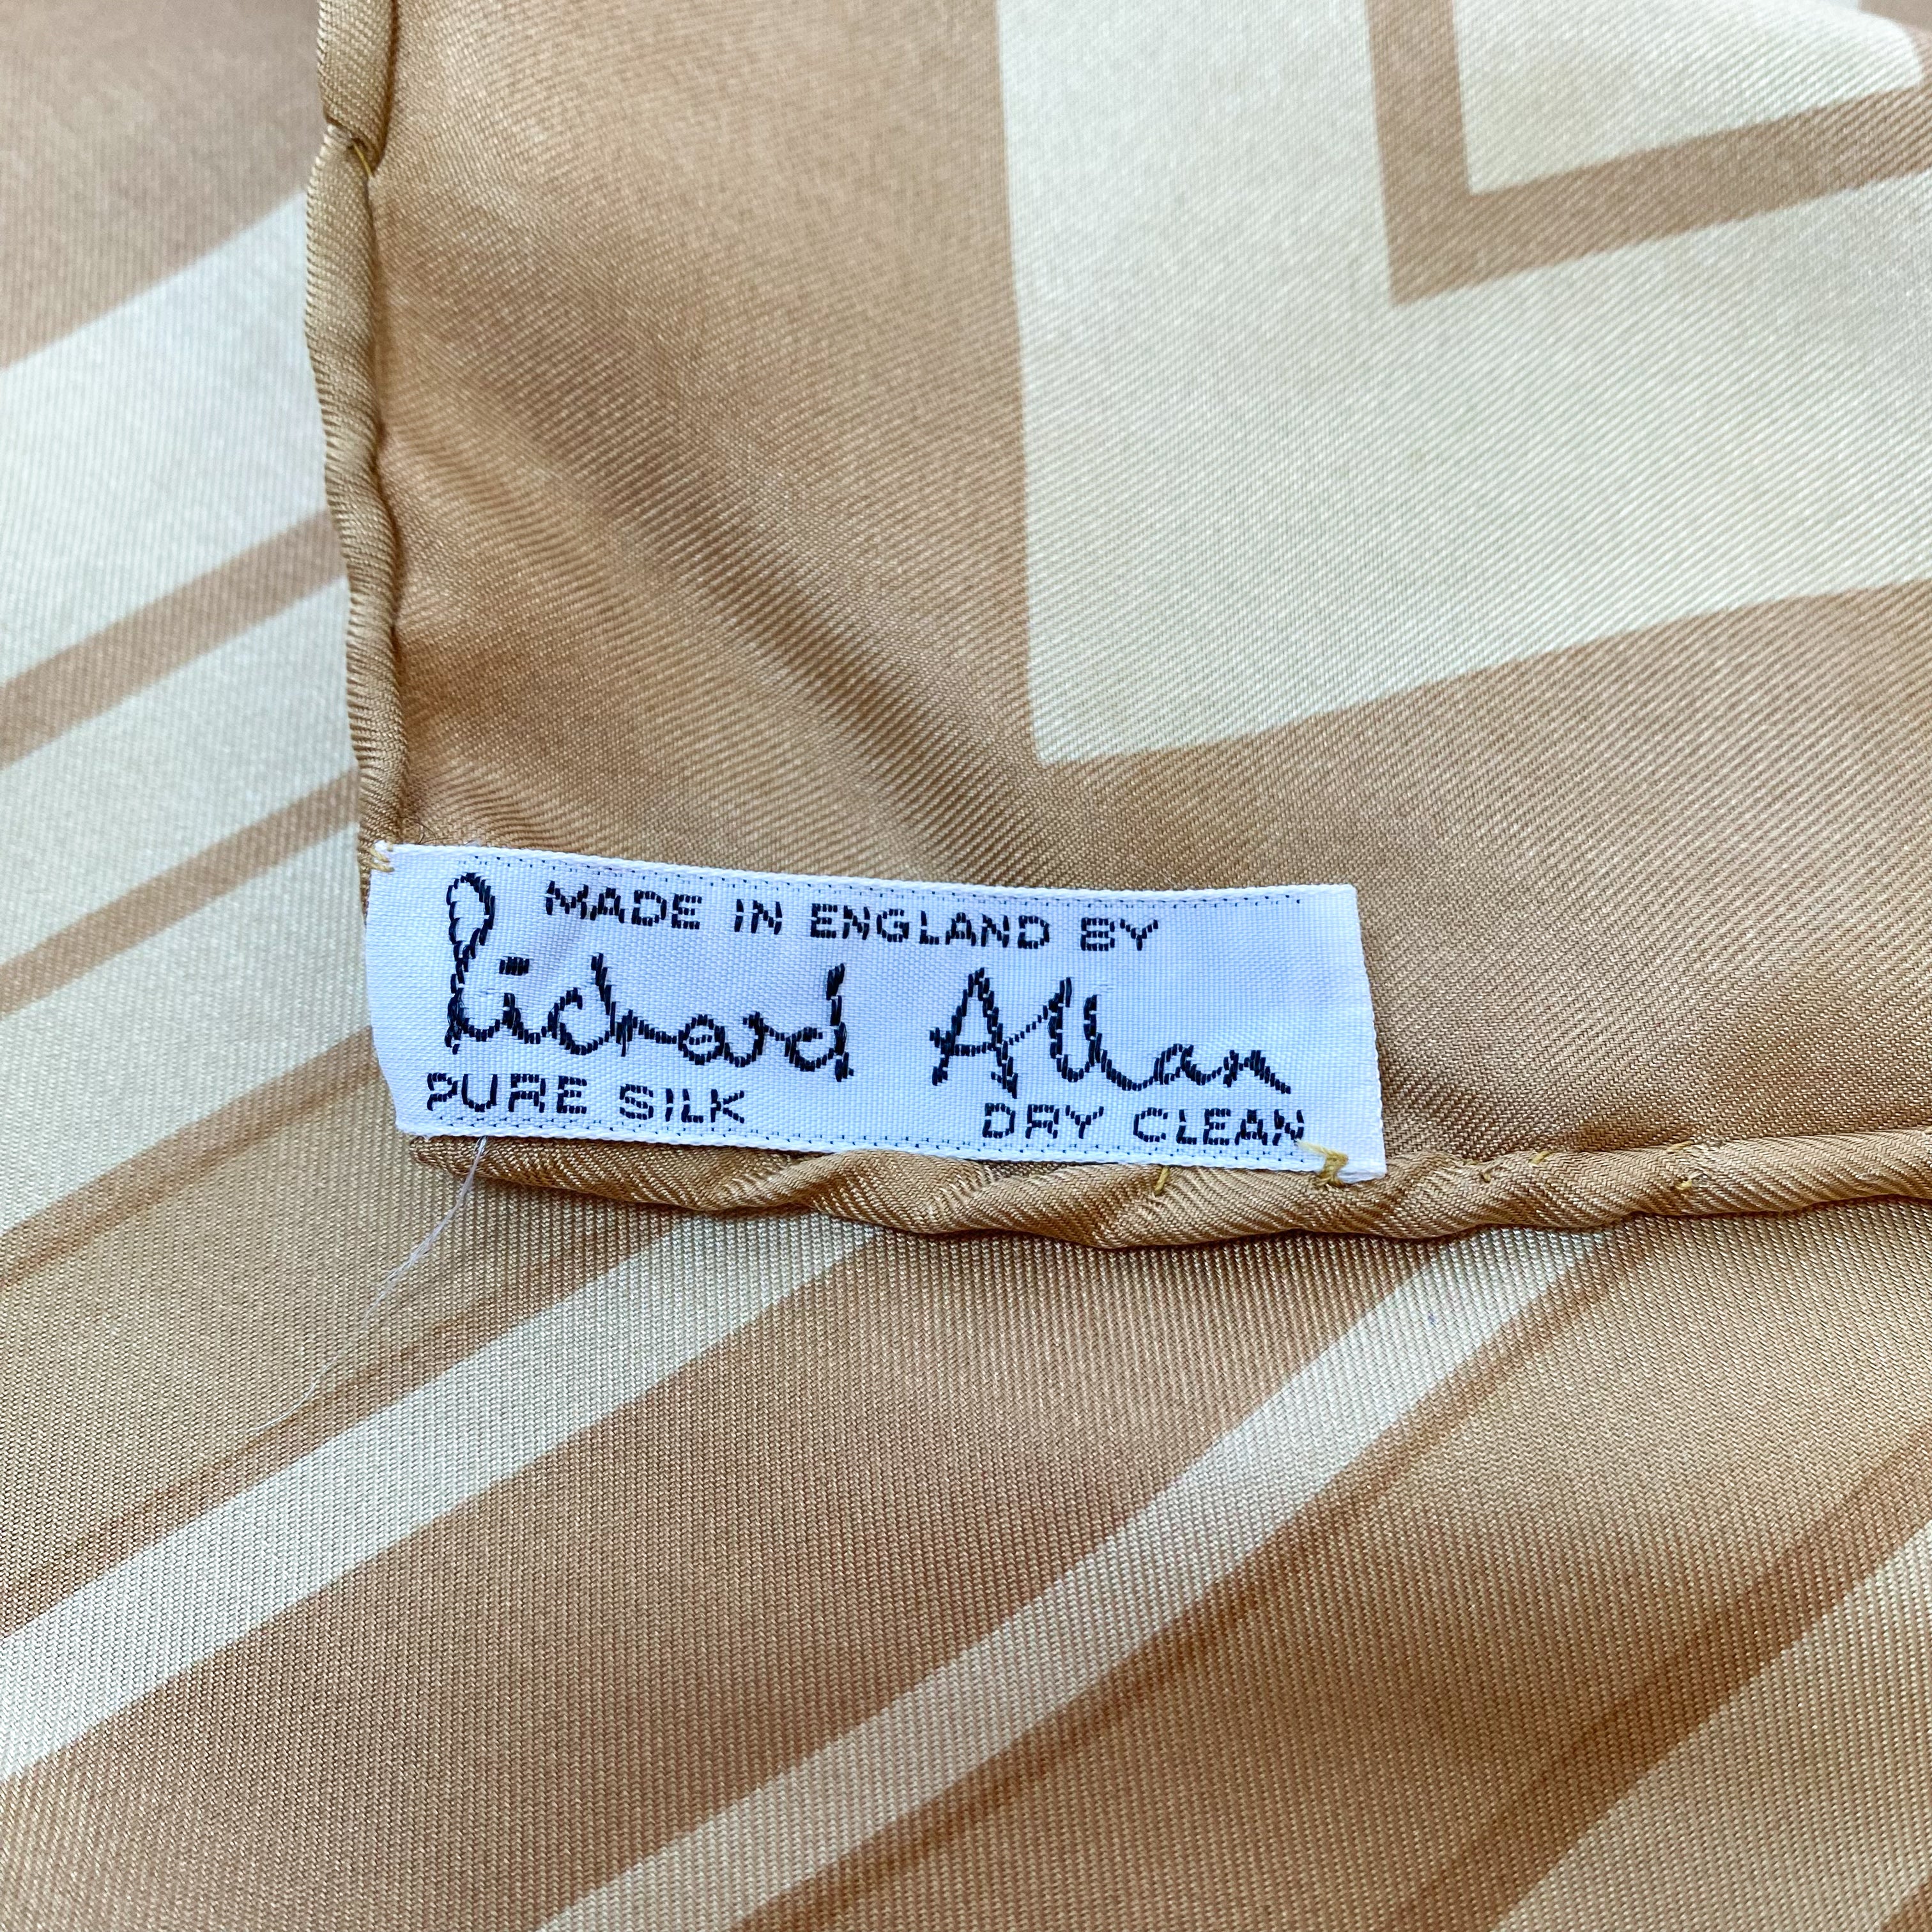 MADE IN ENGLAND BY
Richard Allan
PURE SILK DRY CLEAN